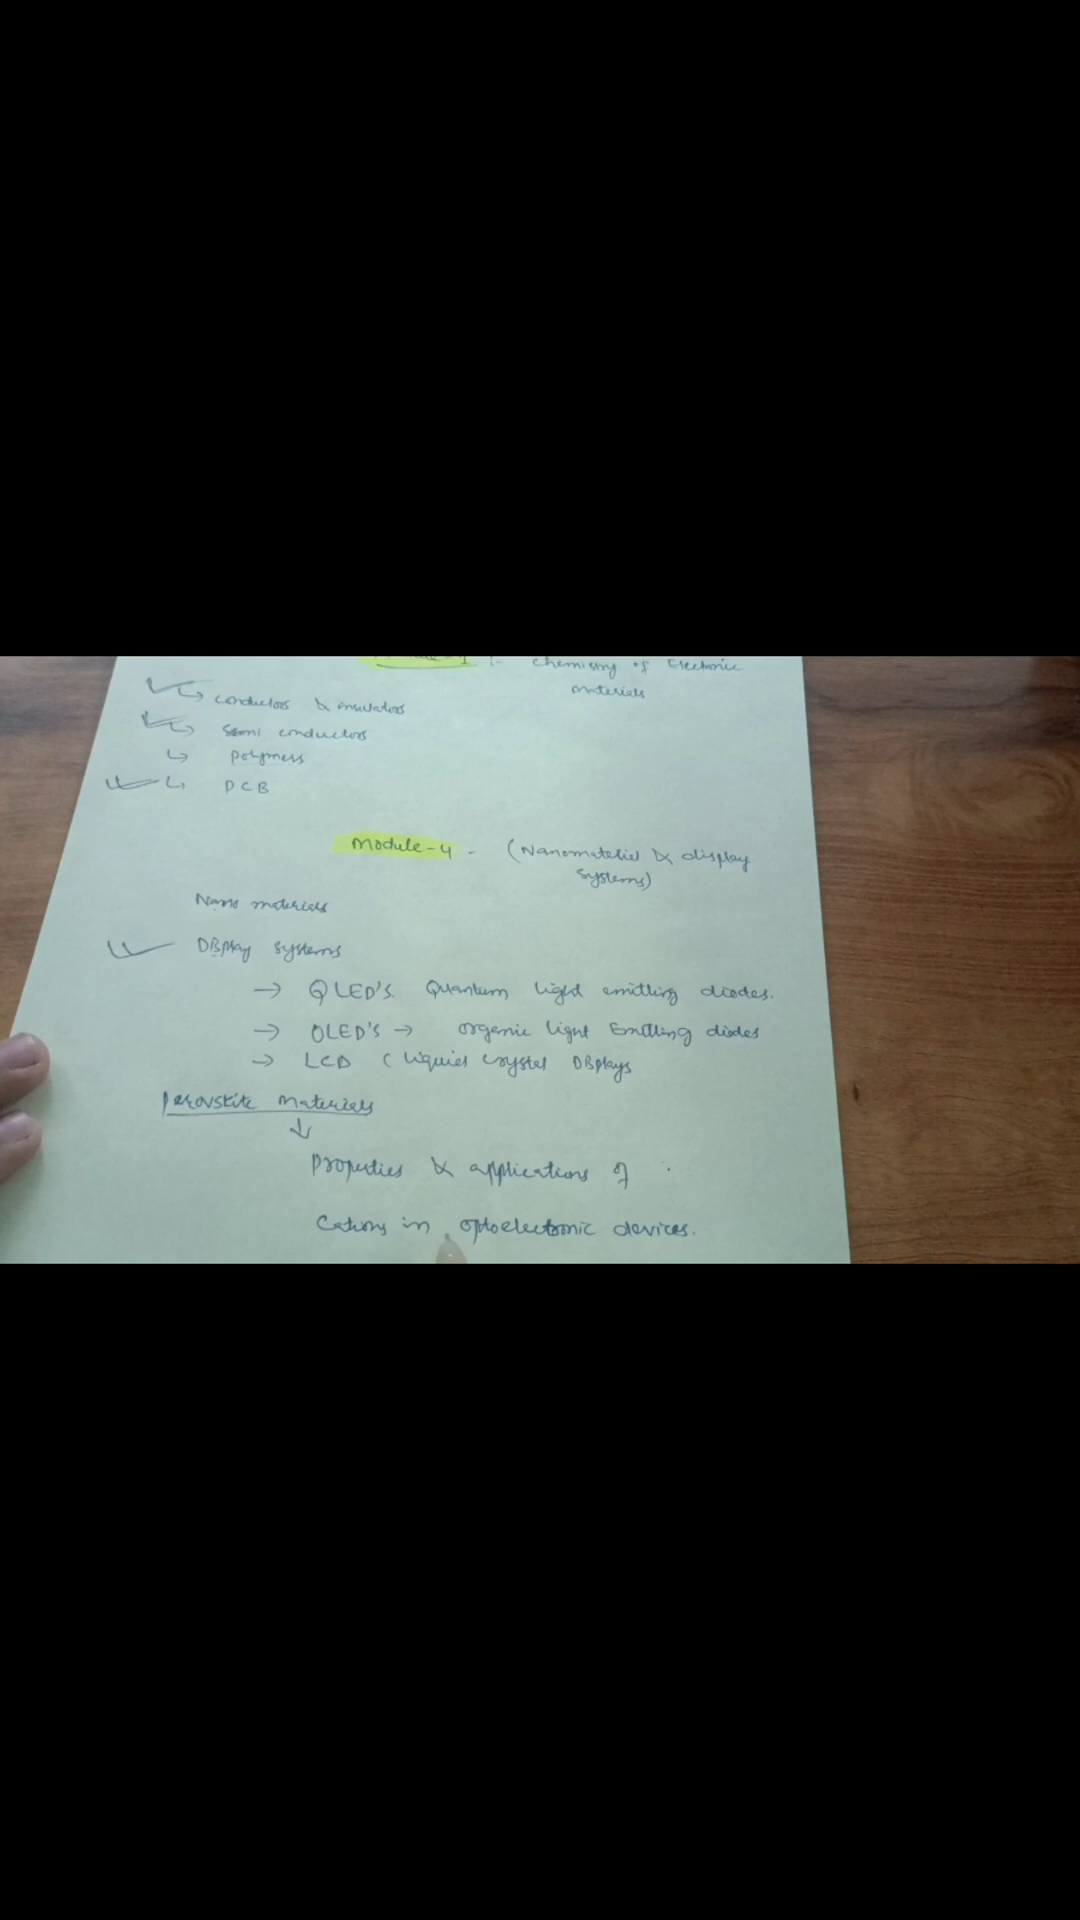 :- Chemistry of Electronic
materials
↳ conductors & insulators
↳ Semi conductors
↳ polymers
↳ PCB
Module-4 - (Nanomaterial & display
systems)
Nano materials
Display systems
→ QLED'S. Quantum light emitting diodes.
→ OLED'S → organic light Emitting diodes
→ LCD ( liquid crystal Displays
perovskite materials
↓
properties & applications of
cations in optoelectronic devices.